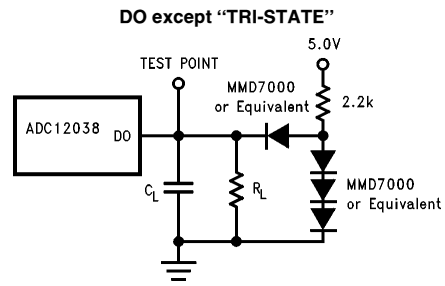 DO except “TRI-STATE”
5.0V
TEST POINT
MMD7000
or Equivalent
2.2k
ADC12038
DO
MMD7000
or Equivalent
CL
RL